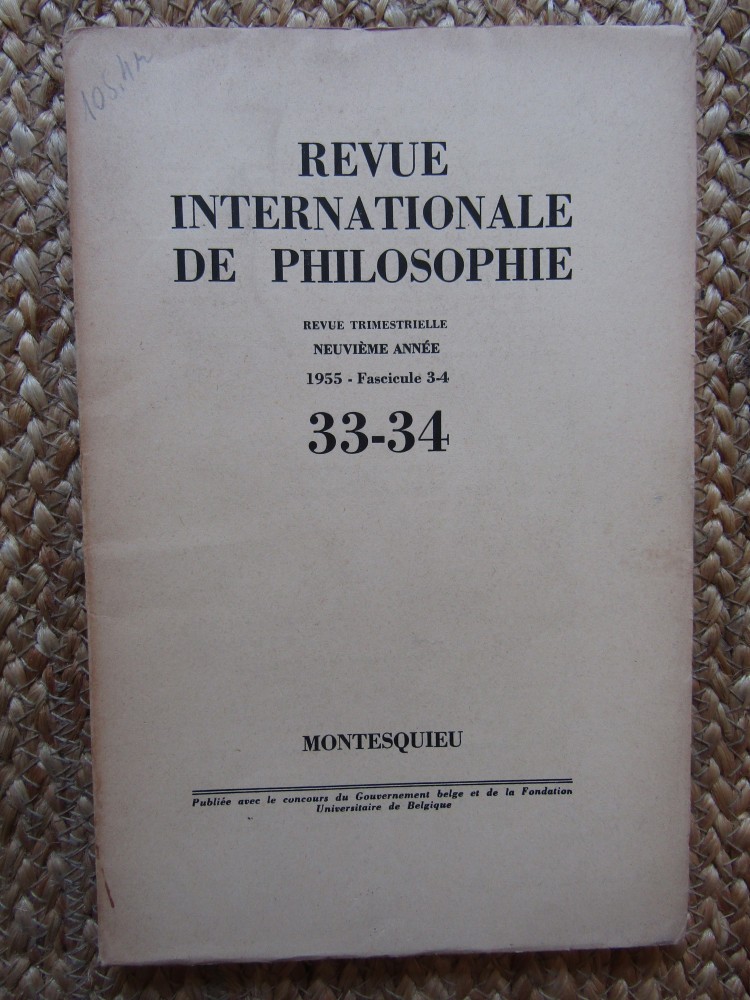 REVUE
INTERNATIONALE
DE PHILOSOPHIE
REVUE TRIMESTRIELLE
NEUVIÈME ANNÉE
1955 - Fascicule 3-4
33-34
MONTESQUIEU
Publiée avec le concours du Gouvernement belge et de la Fondation
Universitaire de Belgique